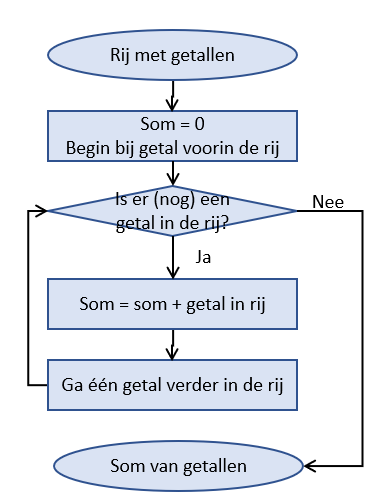 Rij met getallen
Som = 0
Begin bij getal voorin de rij
Is er (nog) een
getal in de rij?
Nee
Ja
Som = som + getal in rij
Ga één getal verder in de rij
Som van getallen